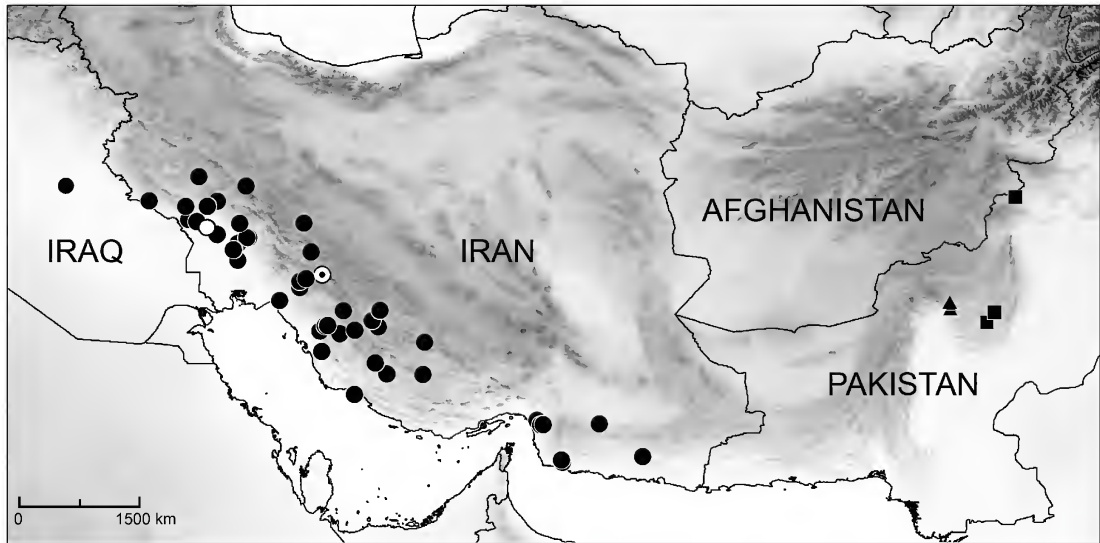 AFGHANISTAN
IRAQ
IRAN
PAKISTAN
0 1500 km